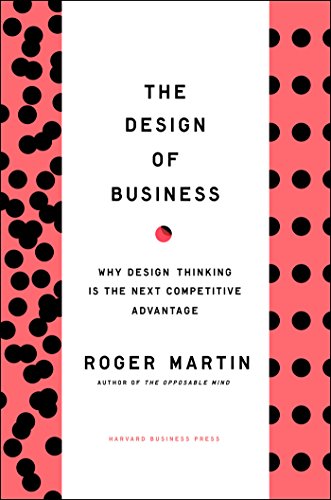 THE
DESIGN
OF
BUSINESS
WHY DESIGN THINKING
IS THE NEXT COMPETITIVE
ADVANTAGE
ROGER MARTIN
AUTHOR OF THE OPPOSABLE MIND
HARVARD BUSINESS PRESS